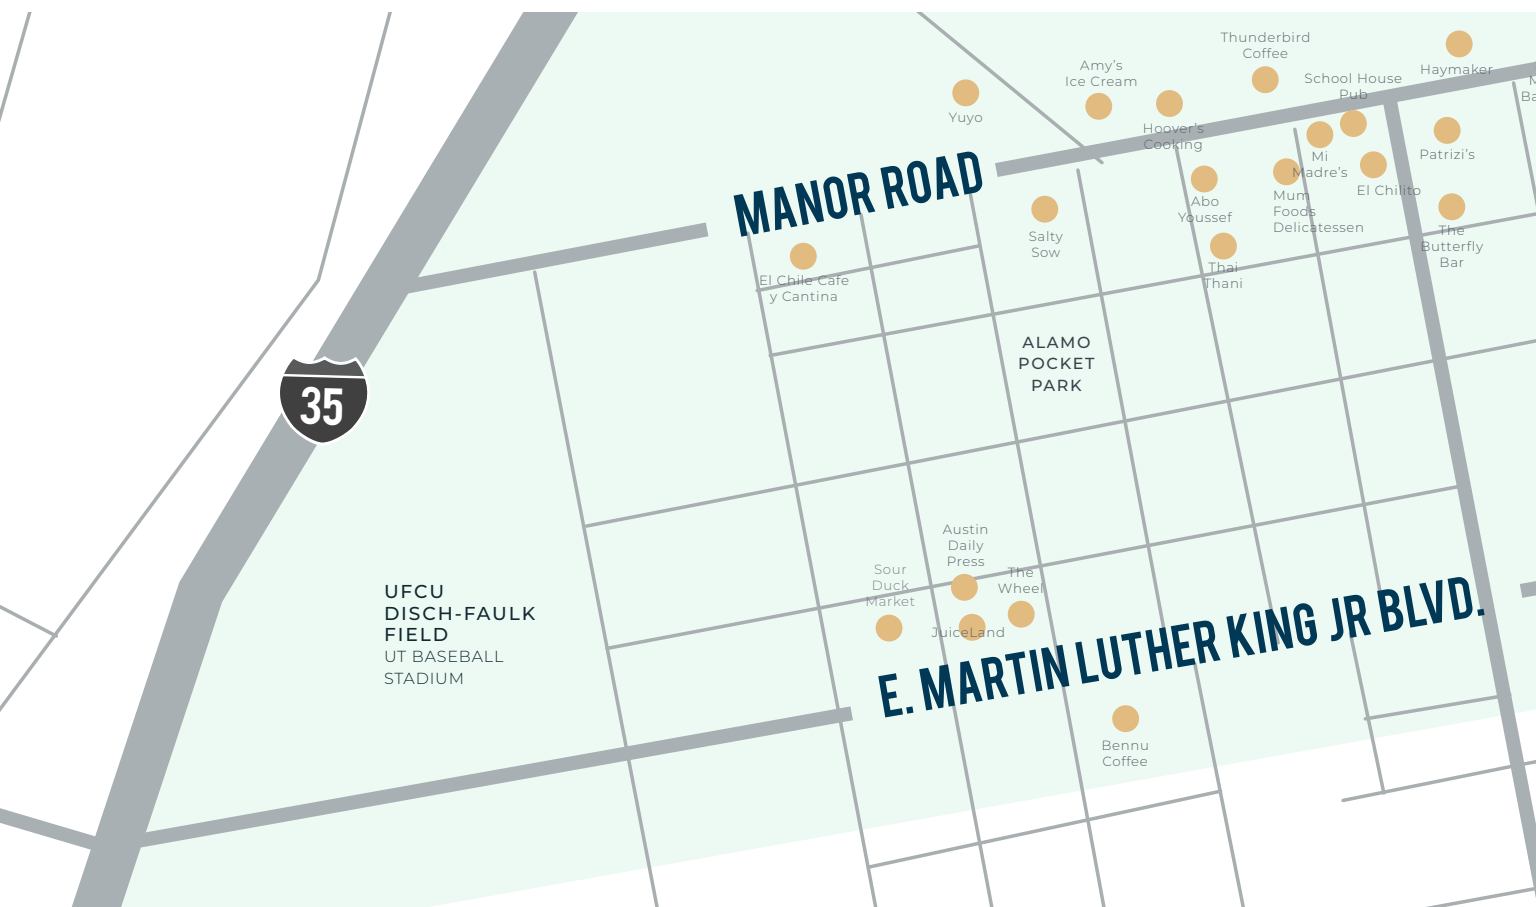 Thunderbird
Coffee
Haymaker
Amy's
Ice Cream
School House
Pub
M
Ba
Yuyo
Hoover's
Cooking
Mi
Madre's
Patrizi's
El Chilito
MANOR ROAD
Abo
Youssef
Mum
Foods
Delicatessen
Salty
Sow
The
Butterfly
Bar
Thai
Thani
El Chile Cafe
y Cantina
ALAMO
POCKET
PARK
35
Austin
Daily
Press
Sour
Duck
Market
The
Wheel
JuiceLand
UFCU
DISCH-FAULK
FIELD
UT BASEBALL
STADIUM
E. MARTIN LUTHER KING JR BLVD.
Bennu
Coffee